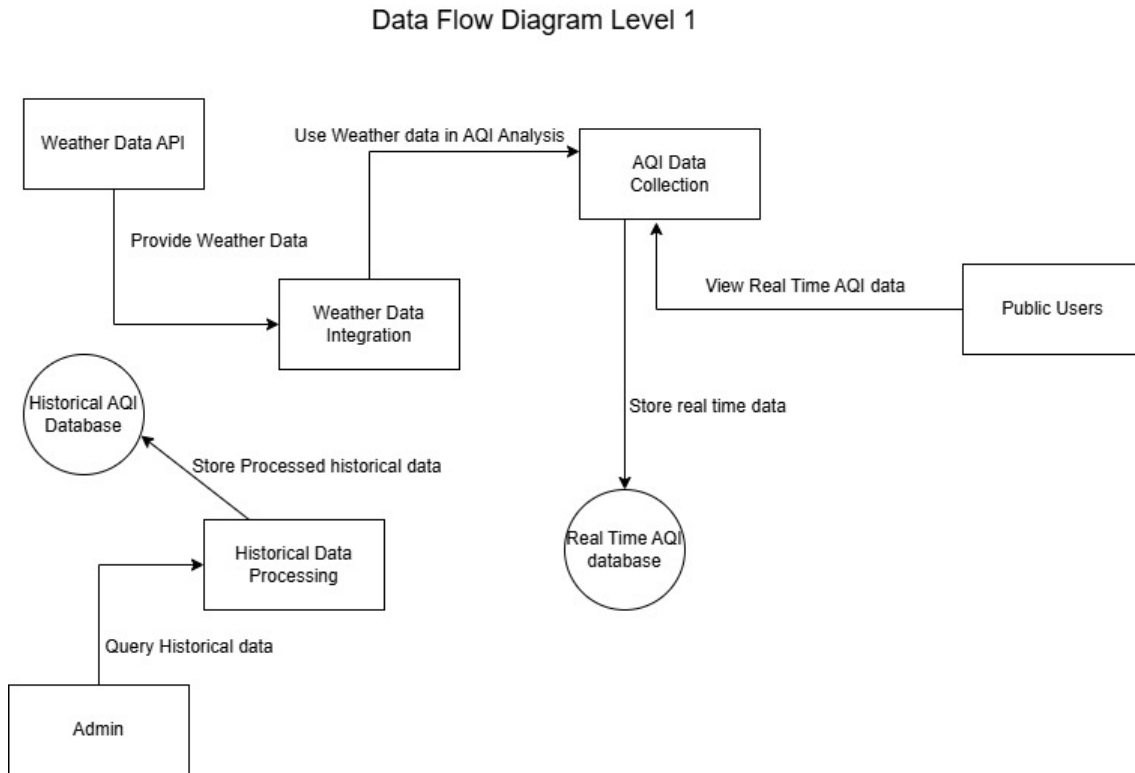 Data Flow Diagram Level 1
Weather Data API
Use Weather data in AQI Analysis
AQI Data
Collection
Provide Weather Data
Weather Data
Integration
View Real Time AQI data
Public Users
Historical AQI
Database
Store real time data
Store Processed historical data
Historical Data
Processing
Real Time AQI
database
Query Historical data
Admin